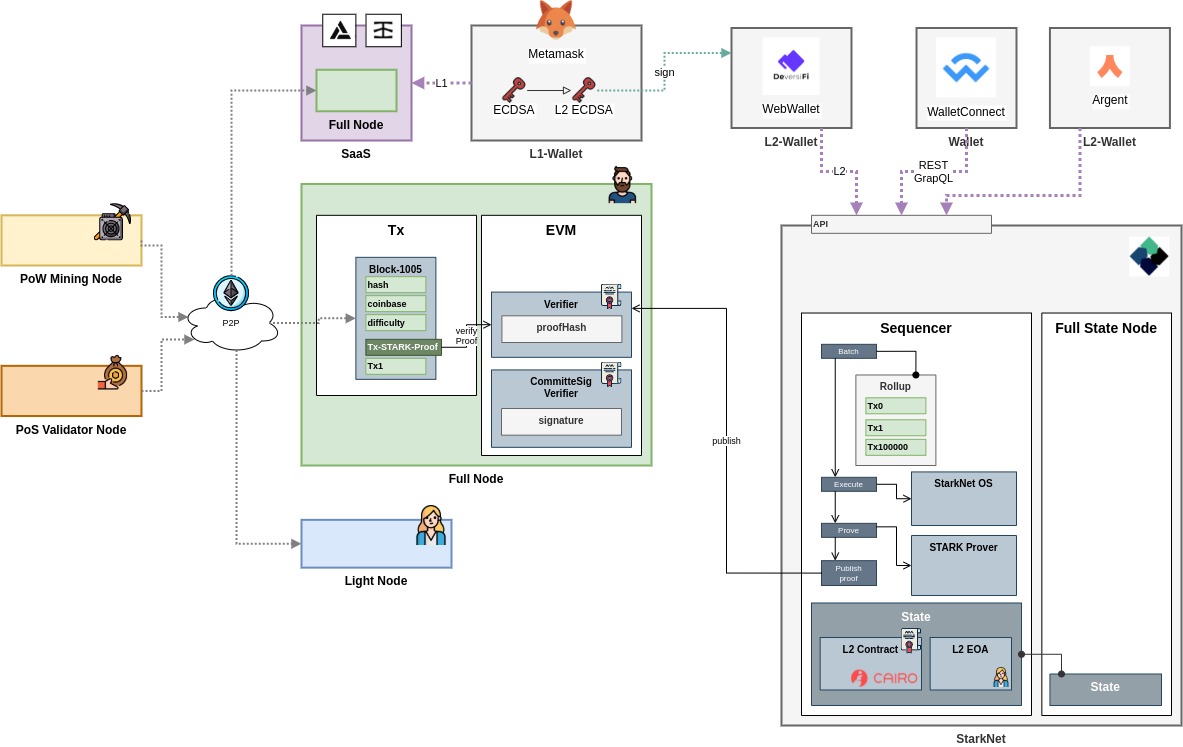 Full Node
SaaS
L1
Metamask
ECDSA
L2 ECDSA
L1-Wallet
sign
DeversiFi
WebWallet
L2-Wallet
WalletConnect
Wallet
Argent
L2-Wallet
L2
REST
GrapQL
API
PoW Mining Node
PoS Validator Node
P2P
Tx
Block-1005
hash
coinbase
difficulty
Tx-STARK-Proof
Tx1
verify
Proof
EVM
Verifier
proofHash
CommitteSig
Verifier
signature
Full Node
Light Node
publish
Sequencer
Batch
Rollup
Tx0
Tx1
Tx100000
Execute
StarkNet OS
Prove
STARK Prover
Publish
proof
State
L2 Contract
CAIRO
L2 EOA
Full State Node
State
StarkNet